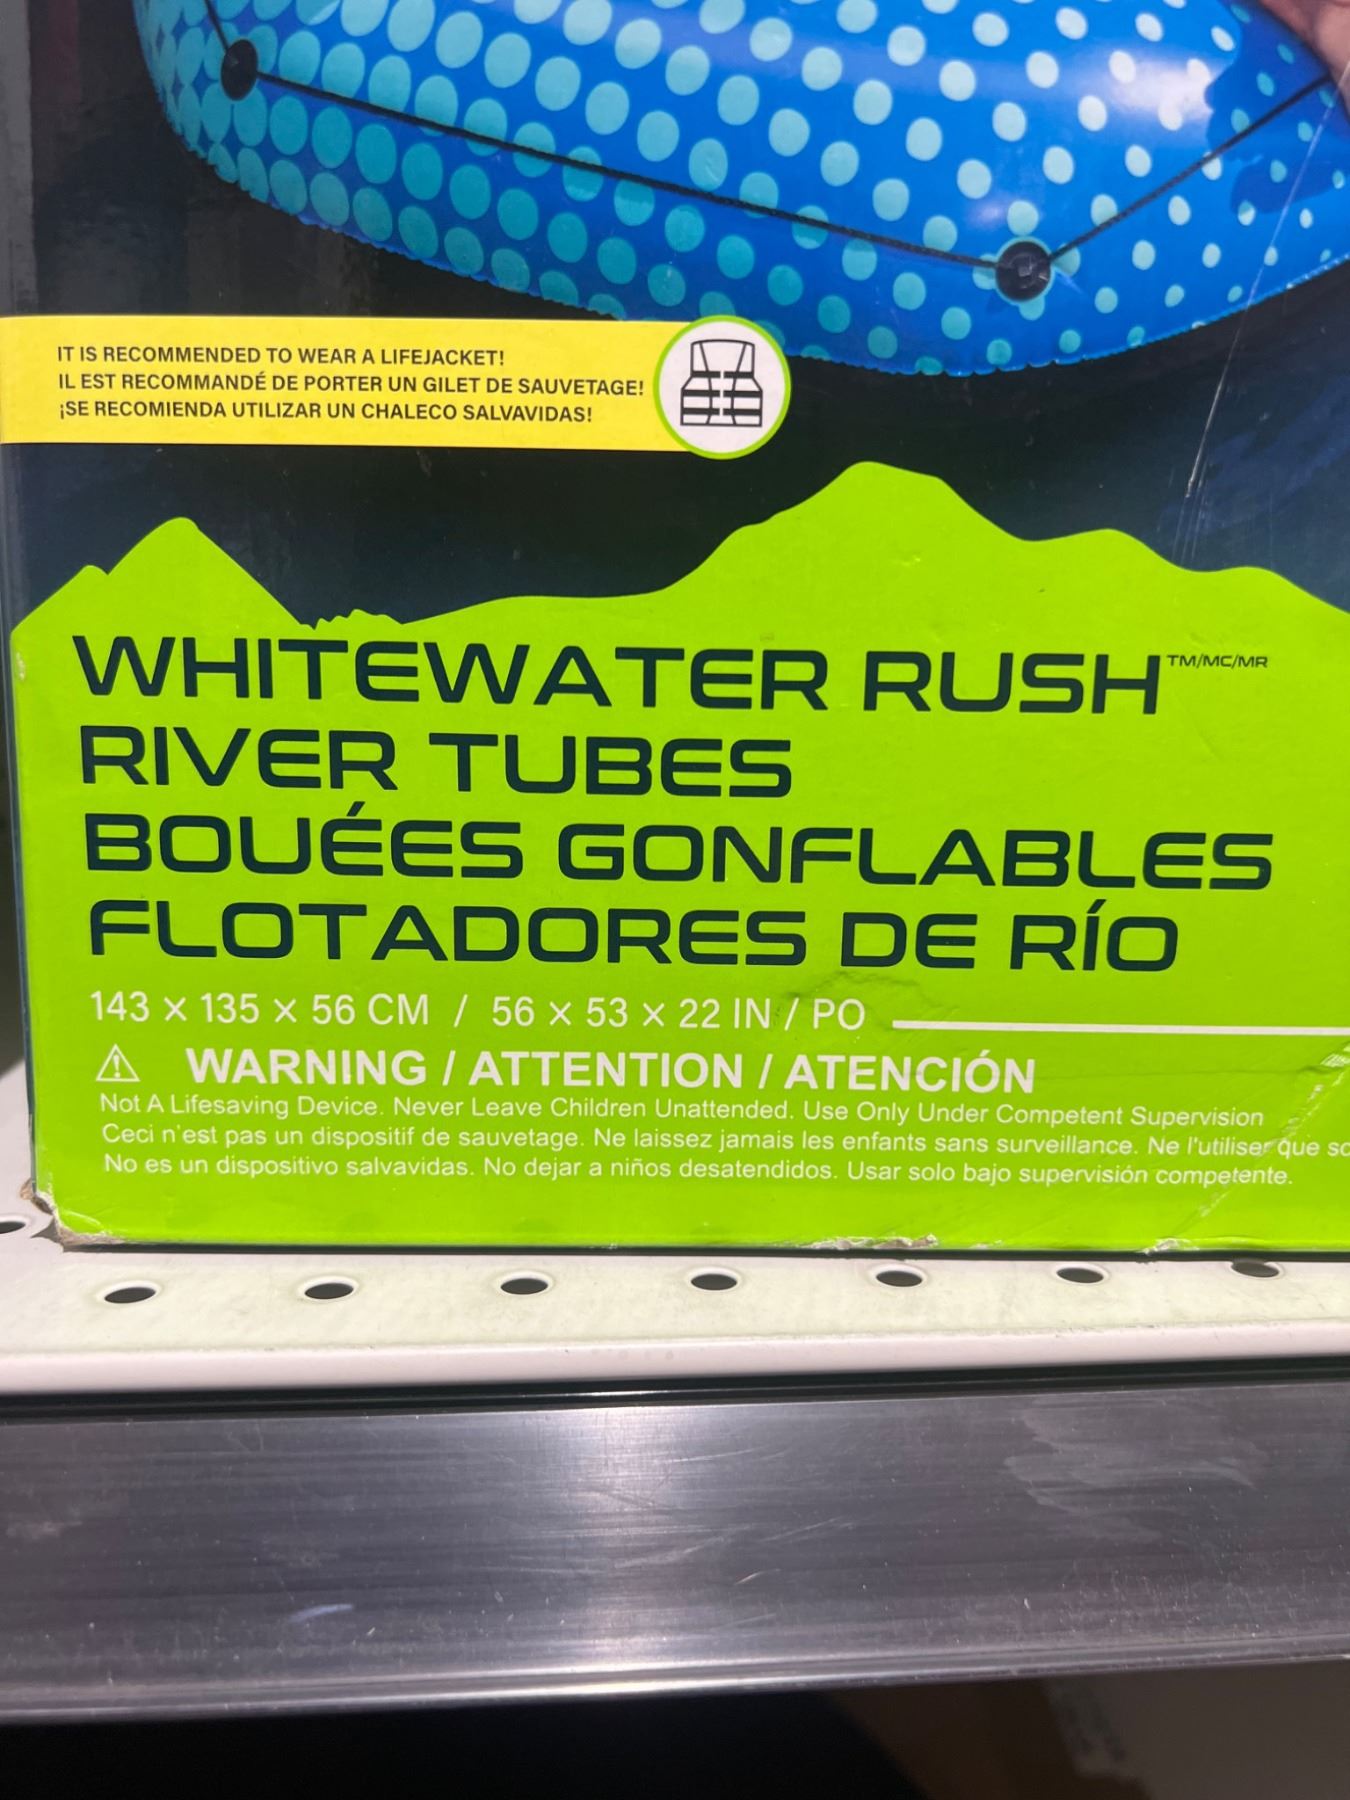 IT IS RECOMMENDED TO WEAR A LIFEJACKET!
IL EST RECOMMANDÉ DE PORTER UN GILET DE SAUVETAGE!
¡SE RECOMIENDA UTILIZAR UN CHALECO SALVAVIDAS!
WHITEWATER RUSH TM/MC/MR
RIVER TUBES
BOUÉES GONFLABLES
FLOTADORES DE RÍO
143 x 135 x 56 CM / 56 x 53 x 22 IN / PO
WARNING / ATTENTION / ATENCIÓN
Not A Lifesaving Device. Never Leave Children Unattended. Use Only Under Competent Supervision
Ceci n'est pas un dispositif de sauvetage. Ne laissez jamais les enfants sans surveillance. Ne l'utiliser que
No es un dispositivo salvavidas. No dejar a niños desatendidos. Usar solo bajo supervisión competente.